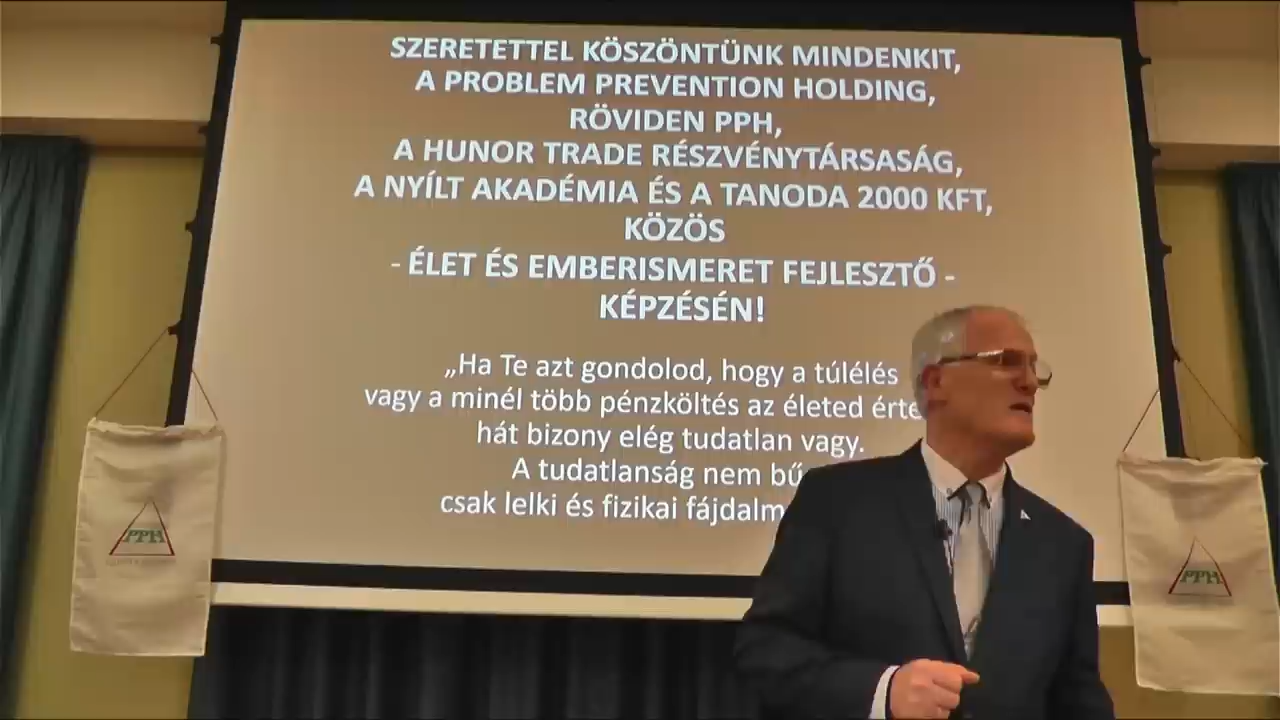 SZERETETTEL KÖSZÖNTÜNK MINDENKIT,
A PROBLEM PREVENTION HOLDING,
RÖVIDEN PPH,
A HUNOR TRADE RÉSZVÉNYTÁRSASÁG,
A NYÍLT AKADÉMIA ÉS A TANODA 2000 KFT,
KÖZÖS
- ÉLET ÉS EMBERISMERET FEJLESZTŐ -
KÉPZÉSÉN!
„Ha Te azt gondolod, hogy a túlélés
vagy a minél több pénzköltés az életed
hát bizony elég tudatlan vagy.
A tudatlanság nem
csak lelki és fizikai
PPH
PPH